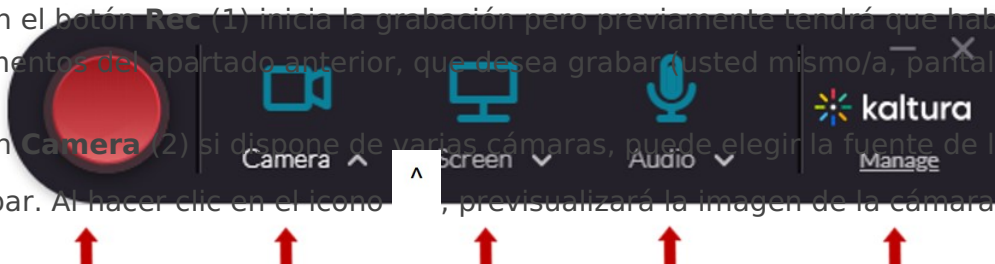 n el botón Rec (1) inicia la grabación pero previamente tendrá que hab
mentos del apartado anterior, que desea grabar (usted mismo/a, pantal
kaltura
n Camera (2) si dispone de varias cámaras, puede elegir la fuente de l
Camera Screen Audio Manage
par. Al hacer clic en el icono ^, previsualizará la imagen de la cámara